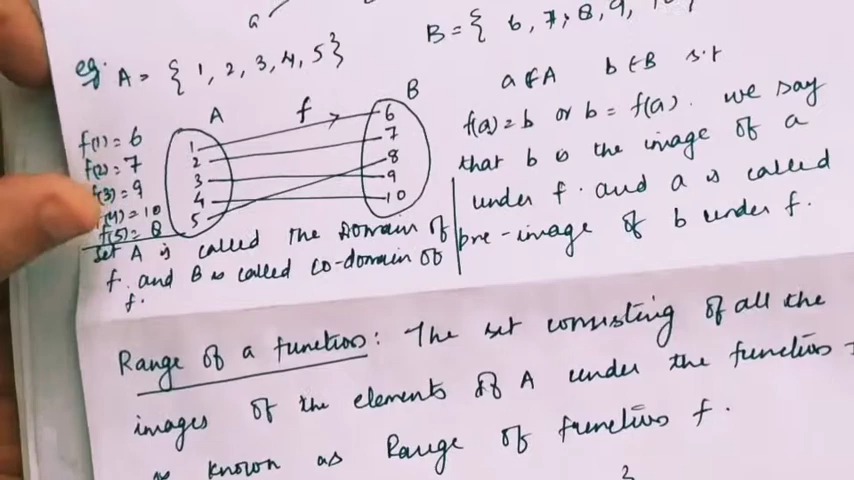 a
eg. A = { 1, 2, 3, 4, 5}
B = { 6, 7, 8, 9,
A f B
f(1) = 6
f(2) = 7
f(3) = 9
f(4) = 10
f(5) = 8
1
2
3
4
5
6
7
8
9
10
set A is called the Domain of
f. and B is called co-domain of
f.
a ∈ A b ∈ B s.t
f(a) = b or b = f(a). we say
that b is the image of a
under f. and a is called
pre-image of b under f.
Range of a function: The set consisting of all the
images of the elements of A under the function
known as Range of function f.